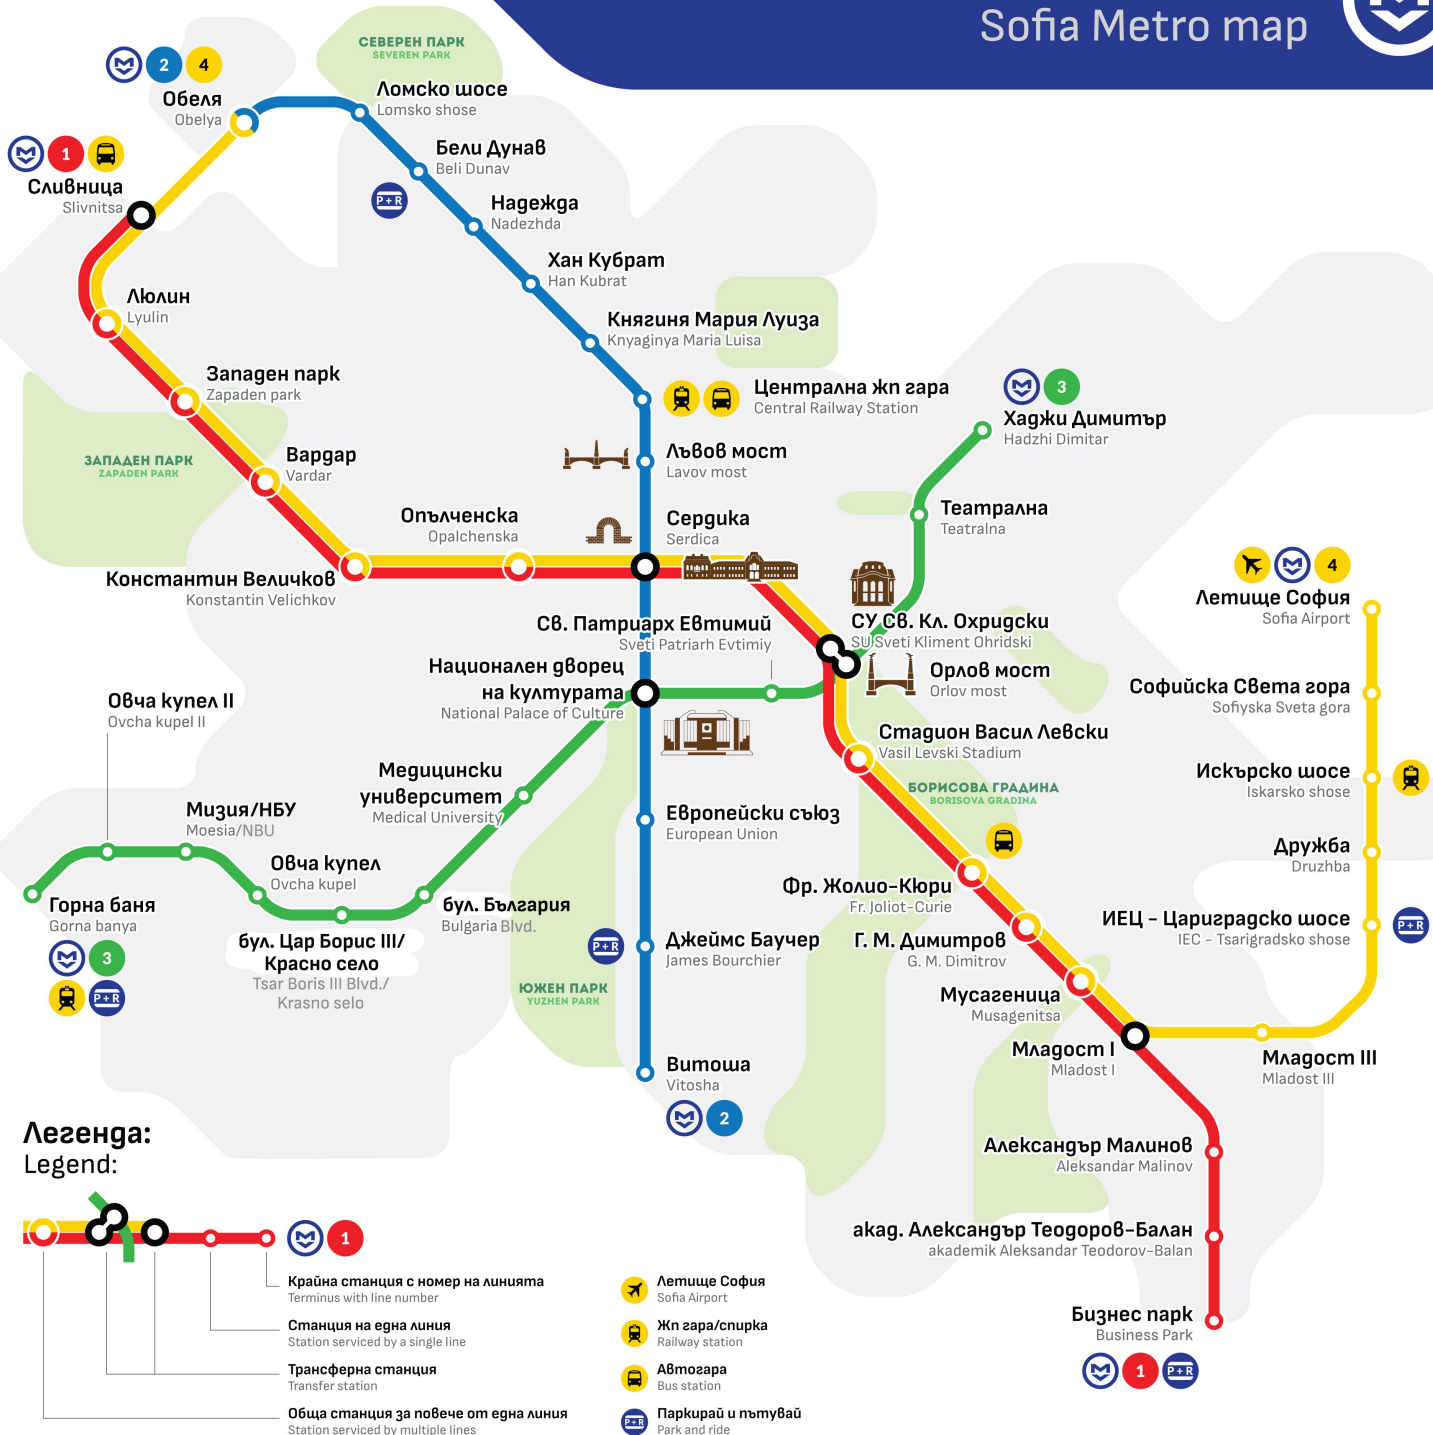 Sofia Metro map
СЕВЕРЕН ПАРК
SEVEREN PARK
2
4
Обеля
Obelya
Ломско шосе
Lomsko shose
1
Сливница
Slivnitsa
Бели Дунав
Beli Dunav
P+R
Надежда
Nadezhda
Хан Кубрат
Han Kubrat
Люлин
Lyulin
Княгиня Мария Луиза
Knyaginya Maria Luisa
Западен парк
Zapaden park
Централна жп гара
Central Railway Station
3
Хаджи Димитър
Hadzhi Dimitar
ЗАПАДЕН ПАРК
ZAPADEN PARK
Вардар
Vardar
Лъвов мост
Lavov most
Опълченска
Opalchenska
Сердика
Serdica
Театрална
Teatralna
Константин Величков
Konstantin Velichkov
4
Летище София
Sofia Airport
Св. Патриарх Евтимий
Sveti Patriarh Evtimiy
СУ Св. Кл. Охридски
SU Sveti Kliment Ohridski
Национален дворец
на културата
National Palace of Culture
Орлов мост
Orlov most
Софийска Света гора
Sofiyska Sveta gora
Овча купел II
Ovcha kupel II
Стадион Васил Левски
Vasil Levski Stadium
Медицински
университет
Medical University
Искърско шосе
Iskarsko shose
БОРИСОВА ГРАДИНА
BORISOVA GRADINA
Мизия/НБУ
Moesia/NBU
Европейски съюз
European Union
Овча купел
Ovcha kupel
Дружба
Druzhba
Фр. Жолио-Кюри
Fr. Joliot-Curie
Горна баня
Gorna banya
3
P+R
бул. България
Bulgaria Blvd.
бул. Цар Борис III/
Красно село
Tsar Boris III Blvd./
Krasno selo
P+R
Джеймс Баучер
James Bourchier
Г. М. Димитров
G. M. Dimitrov
ИЕЦ - Цариградско шосе
IEC - Tsarigradsko shose
P+R
ЮЖЕН ПАРК
YUZHEN PARK
Мусагеница
Musagenitsa
Младост I
Mladost I
Младост III
Mladost III
Витоша
Vitosha
2
Александър Малинов
Aleksandar Malinov
акад. Александър Теодоров-Балан
akademik Aleksandar Teodorov-Balan
Бизнес парк
Business Park
1
P+R
Легенда:
Legend:
1
Крайна станция с номер на линията
Terminus with line number
Станция на една линия
Station serviced by a single line
Трансферна станция
Transfer station
Обща станция за повече от една линия
Station serviced by multiple lines
Летище София
Sofia Airport
Жп гара/спирка
Railway station
Автогара
Bus station
P+R
Паркирай и пътувай
Park and ride